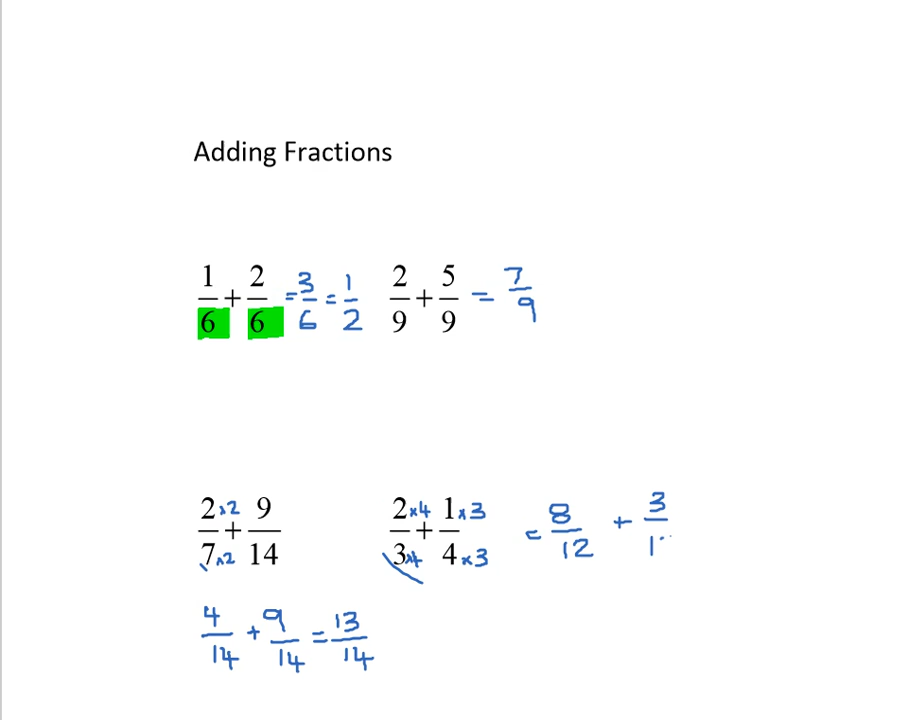 Adding Fractions
1/6 + 2/6 = 3/6 = 1/2
2/9 + 5/9 = 7/9
2×2/7×2 + 9/14
4/14 + 9/14 = 13/14
2×4/3×4 + 1×3/4×3 = 8/12 + 3/1